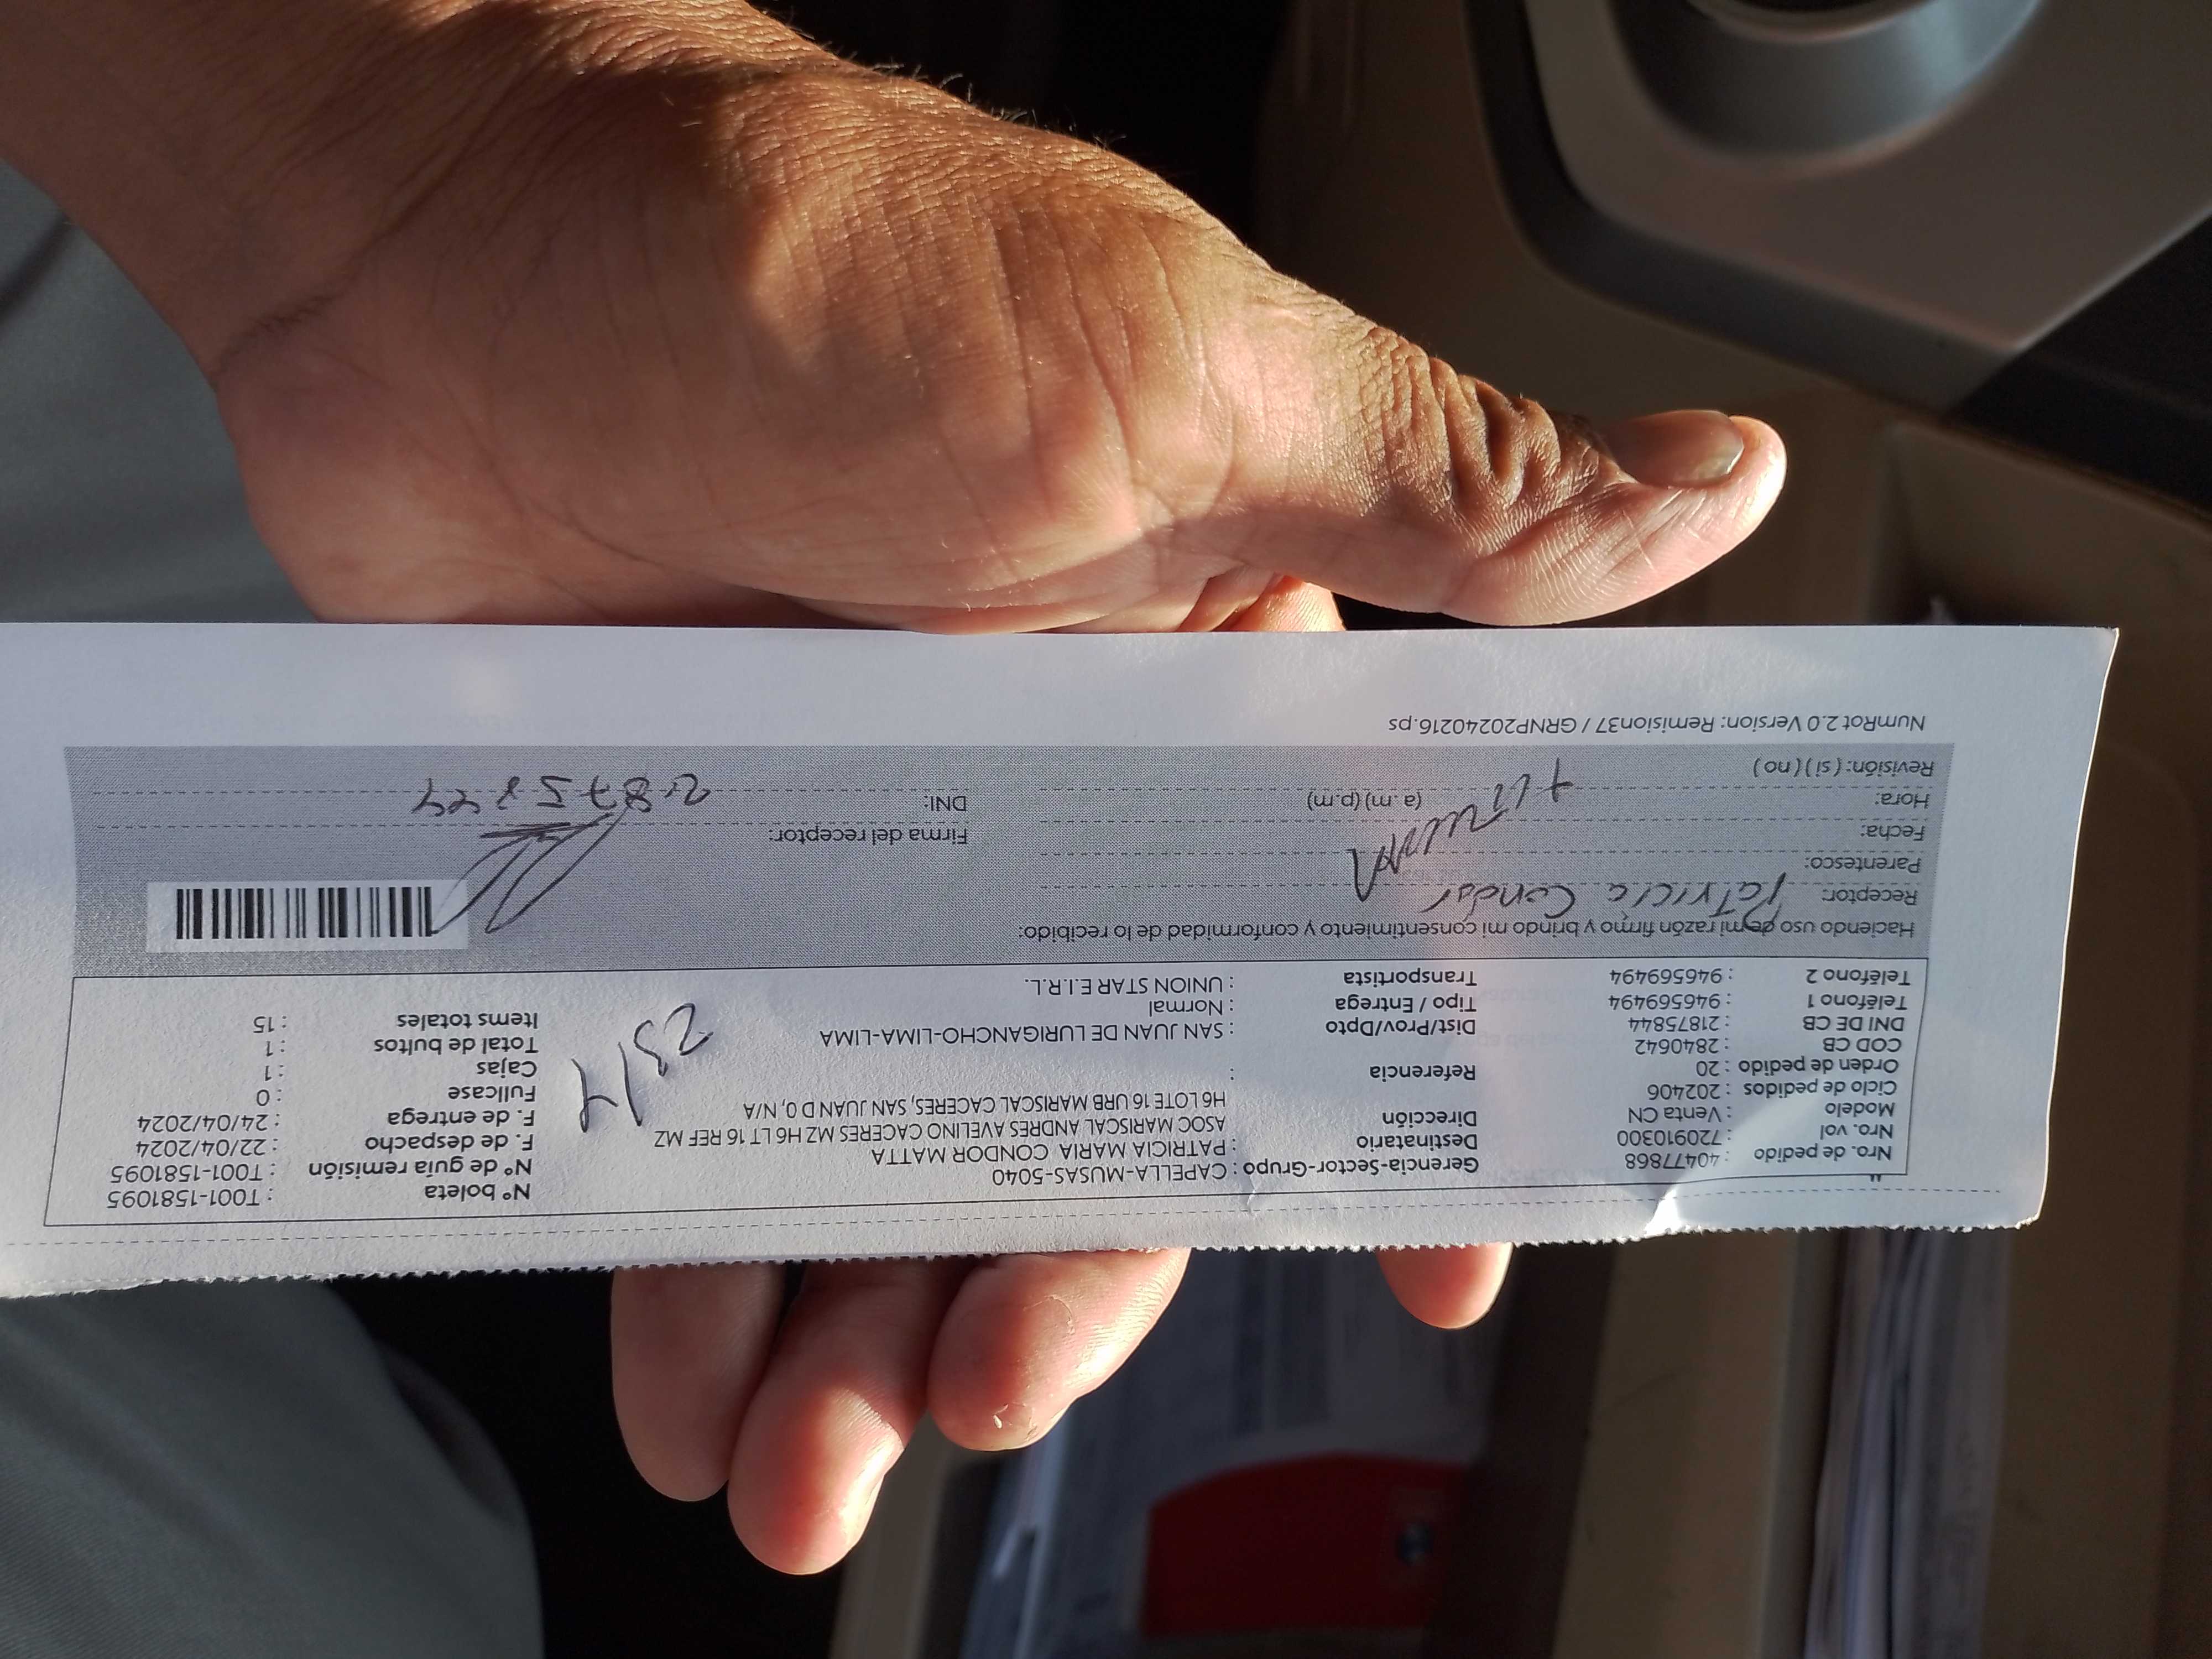 Nro. de pedido : 40477868
Nro. vol : 720910300
Modelo : Venta CN
Ciclo de pedidos : 202406
Orden de pedido : 20
COD CB : 2840642
DNI DE CB : 21875844
Teléfono 1 : 946569494
Teléfono 2 : 946569494
Gerencia-Sector-Grupo : CAPELLA-MUSAS-5040
Destinatario : PATRICIA MARIA CONDOR MATTA
Dirección ASOC MARISCAL ANDRES AVELINO CACERES MZ H6 LT 16 REF MZ
H6 LOTE 16 URB MARISCAL CACERES, SAN JUAN D 0, N/A
Referencia :
Dist/Prov/Dpto : SAN JUAN DE LURIGANCHO-LIMA-LIMA
Tipo / Entrega : Normal
Transportista : UNION STAR E.I.R.L.
N° boleta : T001-1581095
N° de guía remisión : T001-1581095
F. de despacho : 22/04/2024
F. de entrega : 24/04/2024
Fullcase : 0
Cajas : 1
Total de bultos : 1
Items totales : 15
23/4
Haciendo uso de mi razón firmo y brindo mi consentimiento y conformidad de lo recibido:
Receptor: Patricia Condor
Parentesco:
Fecha:
Hora: (a.m) (p.m)
Revisión: ( si ) ( no )
Firma del receptor:
DNI:
NumRot 2.0 Version: Remision37 / GRNP20240216.ps